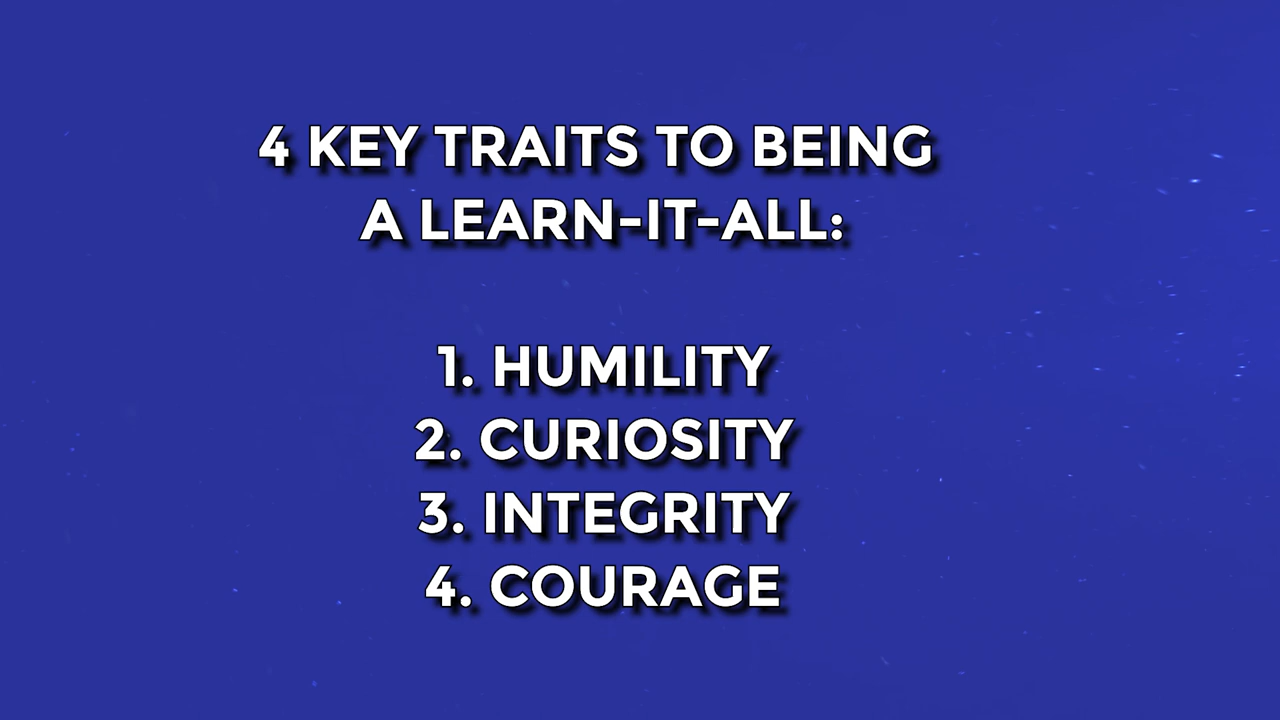 4 KEY TRAITS TO BEING
A LEARN-IT-ALL:
1. HUMILITY
2. CURIOSITY
3. INTEGRITY
4. COURAGE